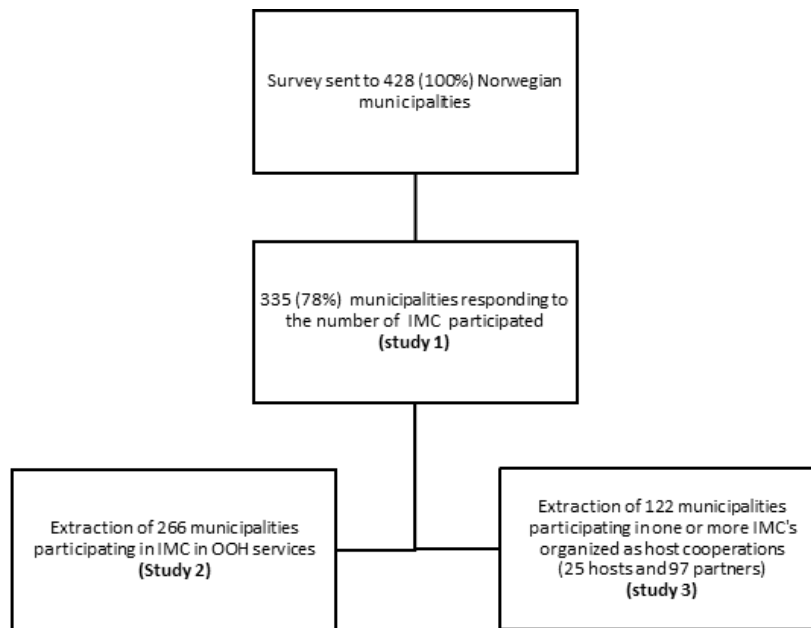 Survey sent to 428 (100%) Norwegian
municipalities
335 (78%) municipalities responding to
the number of IMC participated
(study 1)
Extraction of 266 municipalities
participating in IMC in OOH services
(Study 2)
Extraction of 122 municipalities
participating in one or more IMC's
organized as host cooperations
(25 hosts and 97 partners)
(study 3)